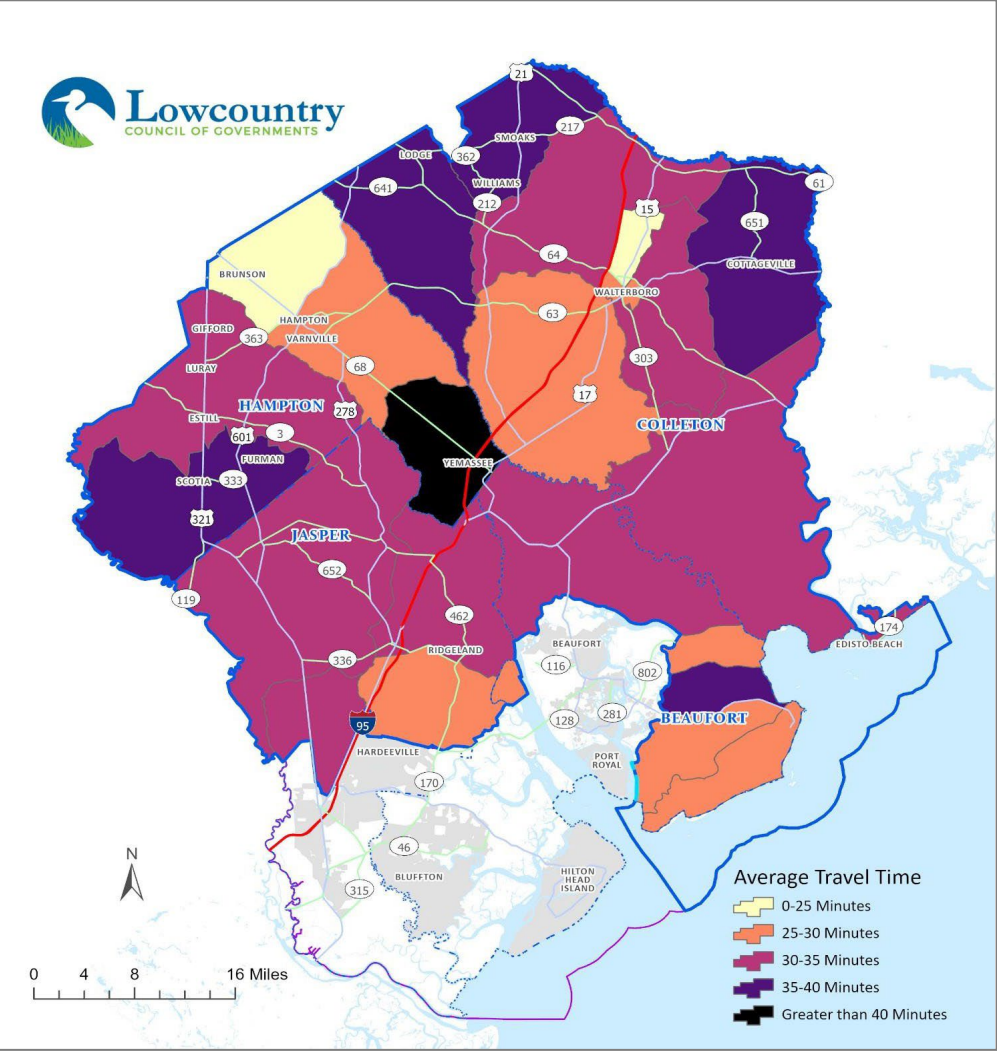 Lowcountry
COUNCIL OF GOVERNMENTS
21
SMOAKS
217
LODGE
362
641
WILLIAMS
212
61
15
651
64
COTTAGEVILLE
BRUNSON
WALTERBORO
HAMPTON
63
GIFFORD
363
VARNVILLE
303
LURAY
68
17
HAMPTON
278
ESTILL
COLLETON
601
3
FURMAN
YEMASSEE
SCOTIA
333
321
JASPER
652
119
462
174
336
RIDGELAND
BEAUFORT
EDISTO BEACH
116
802
128
281
BEAUFORT
95
HARDEEVILLE
PORT
ROYAL
170
46
BLUFFTON
HILTON
HEAD
ISLAND
315
N
0 4 8 16 Miles
Average Travel Time
0-25 Minutes
25-30 Minutes
30-35 Minutes
35-40 Minutes
Greater than 40 Minutes